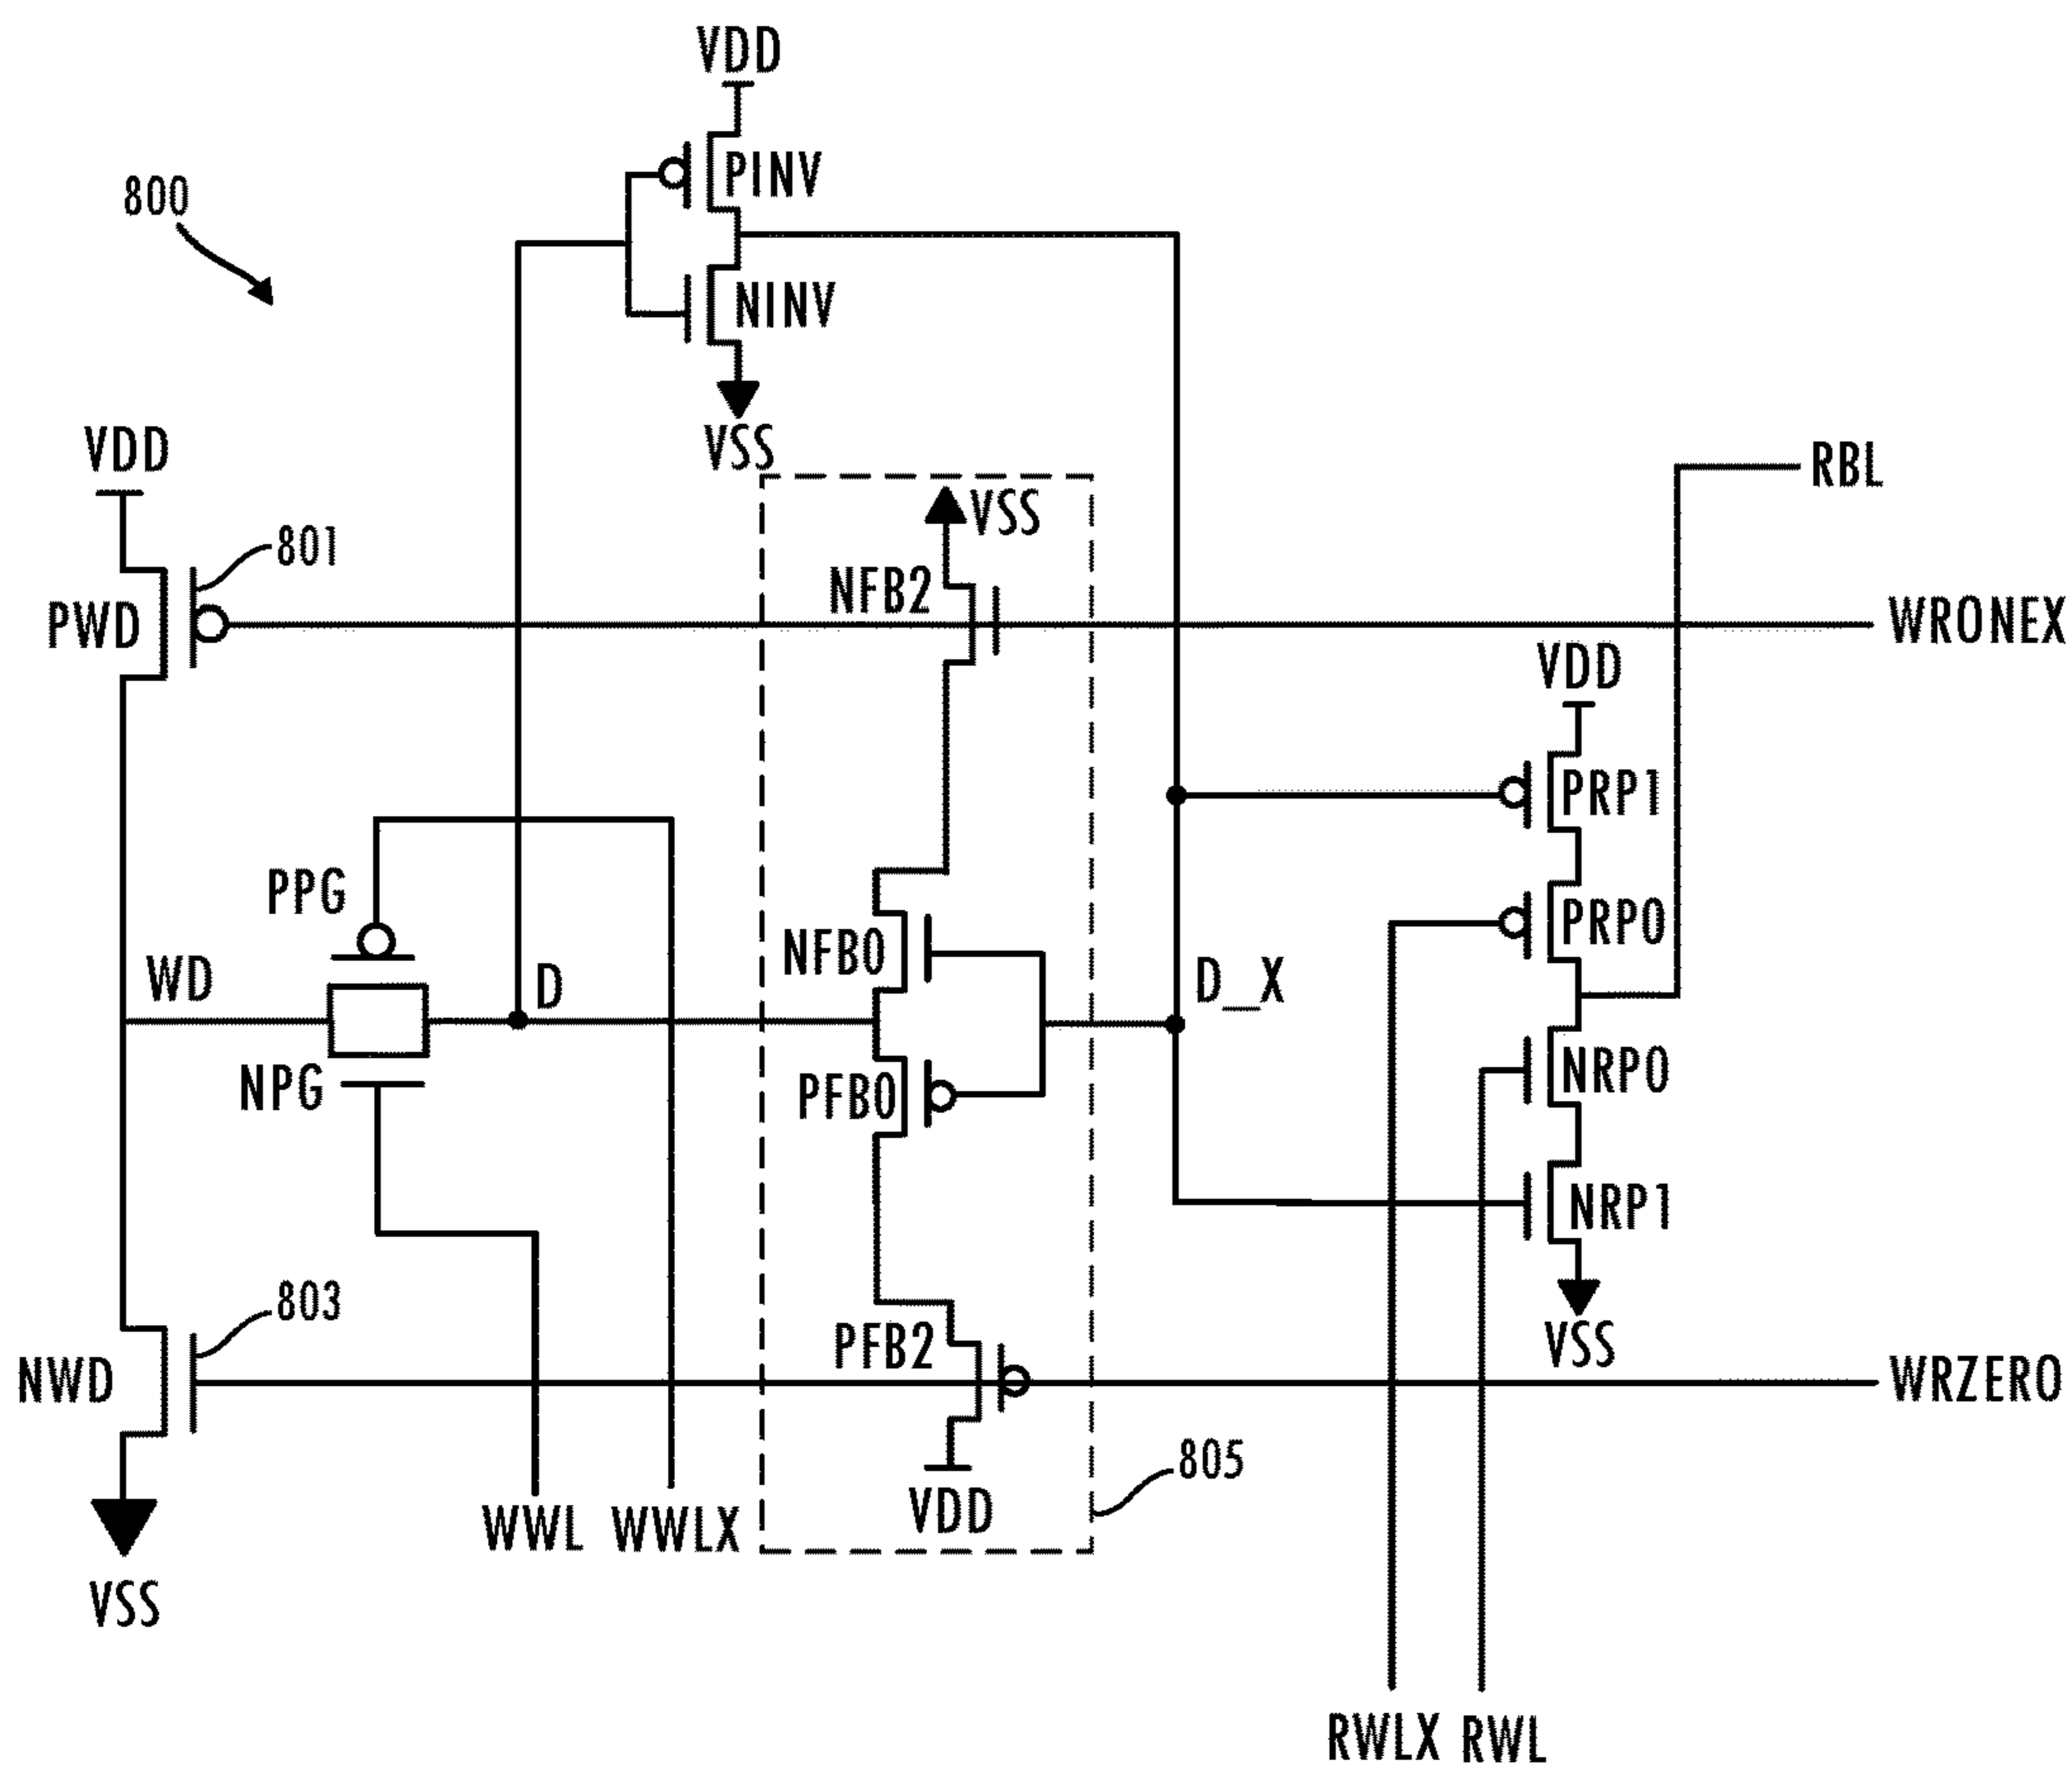 VDD
PINV
800
NINV
VSS
VDD
RBL
VSS
801
NFB2
PWD
WRONEX
VDD
PRP1
PPG
PRP0
NFB0
WD
D
D_X
NPG
PFB0
NRP0
NRP1
803
PFB2
VSS
NWD
WRZERO
805
VDD
WWL
WWLX
VSS
RWLX
RWL